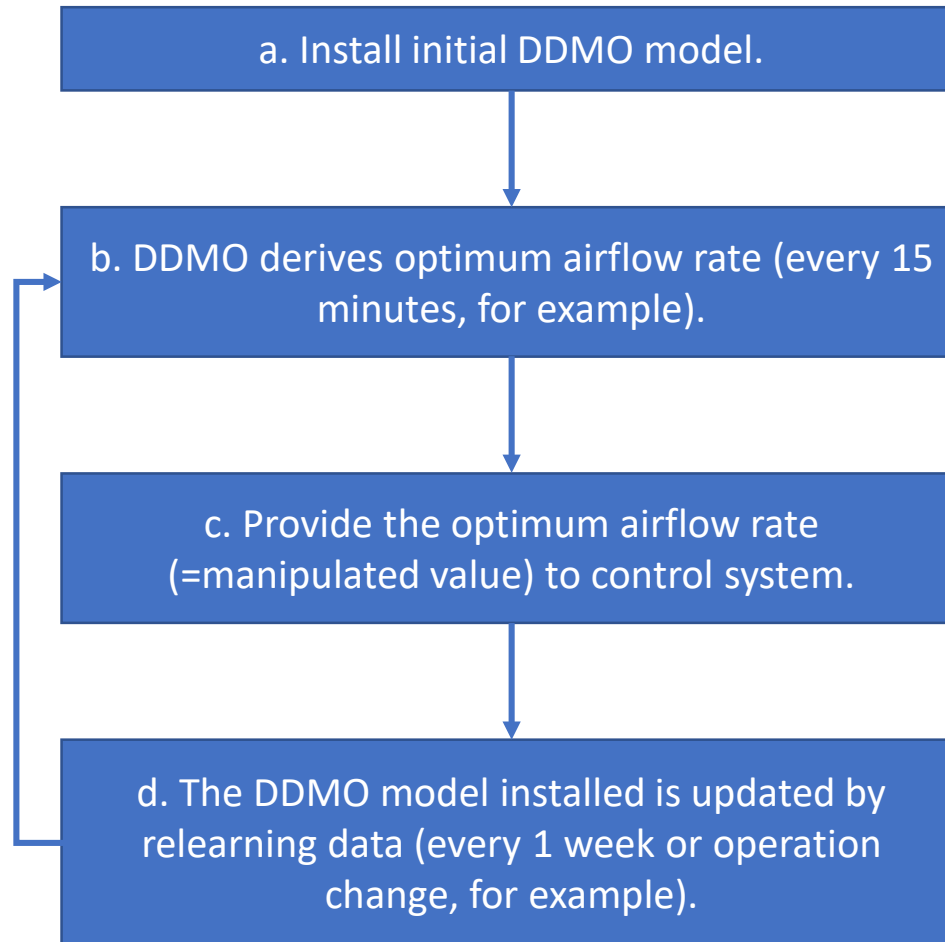 a. Install initial DDMO model.
b. DDMO derives optimum airflow rate (every 15
minutes, for example).
c. Provide the optimum airflow rate
(=manipulated value) to control system.
d. The DDMO model installed is updated by
relearning data (every 1 week or operation
change, for example).